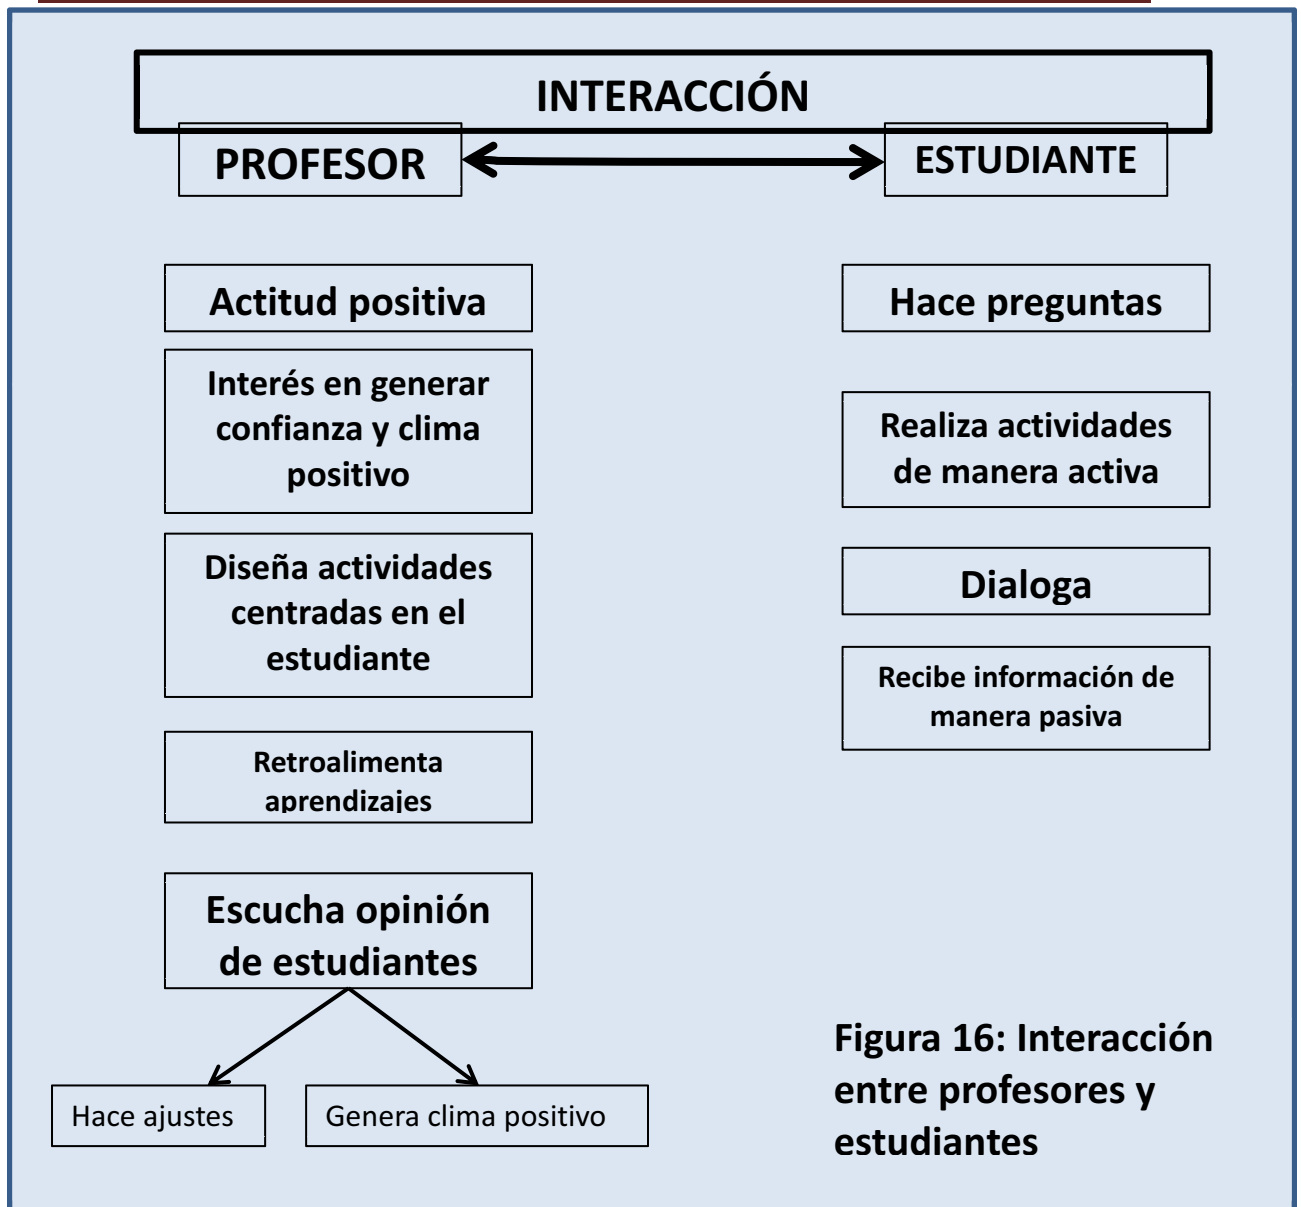 INTERACCIÓN
PROFESOR
ESTUDIANTE
Actitud positiva
Interés en generar
confianza y clima
positivo
Diseña actividades
centradas en el
estudiante
Retroalimenta
aprendizajes
Escucha opinión
de estudiantes
Hace ajustes
Genera clima positivo
Hace preguntas
Realiza actividades
de manera activa
Dialoga
Recibe información de
manera pasiva
Figura 16: Interacción
entre profesores y
estudiantes